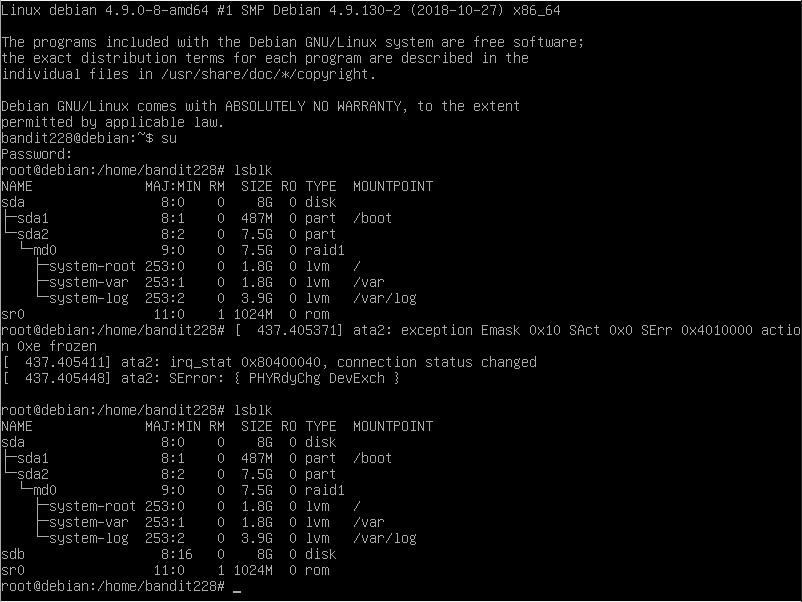 Linux debian 4.9.0-8-amd64 #1 SMP Debian 4.9.130-2 (2018-10-27) x86_64

The programs included with the Debian GNU/Linux system are free software;
the exact distribution terms for each program are described in the
individual files in /usr/share/doc/*/copyright.

Debian GNU/Linux comes with ABSOLUTELY NO WARRANTY, to the extent
permitted by applicable law.
bandit228@debian:~$ su
Password:
root@debian:/home/bandit228# lsblk
NAME              MAJ:MIN RM  SIZE RO TYPE  MOUNTPOINT
sda                 8:0    0    8G  0 disk
├─sda1              8:1    0  487M  0 part  /boot
└─sda2              8:2    0  7.5G  0 part
  └─md0             9:0    0  7.5G  0 raid1
    ├─system-root 253:0    0  1.8G  0 lvm   /
    ├─system-var  253:1    0  1.8G  0 lvm   /var
    └─system-log  253:2    0  3.9G  0 lvm   /var/log
sr0                11:0    1 1024M  0 rom
root@debian:/home/bandit228# [  437.405371] ata2: exception Emask 0x10 SAct 0x0 SErr 0x4010000 actio
n 0xe frozen
[  437.405411] ata2: irq_stat 0x80400040, connection status changed
[  437.405448] ata2: SError: { PHYRdyChg DevExch }

root@debian:/home/bandit228# lsblk
NAME              MAJ:MIN RM  SIZE RO TYPE  MOUNTPOINT
sda                 8:0    0    8G  0 disk
├─sda1              8:1    0  487M  0 part  /boot
└─sda2              8:2    0  7.5G  0 part
  └─md0             9:0    0  7.5G  0 raid1
    ├─system-root 253:0    0  1.8G  0 lvm   /
    ├─system-var  253:1    0  1.8G  0 lvm   /var
    └─system-log  253:2    0  3.9G  0 lvm   /var/log
sdb                 8:16   0    8G  0 disk
sr0                11:0    1 1024M  0 rom
root@debian:/home/bandit228# _